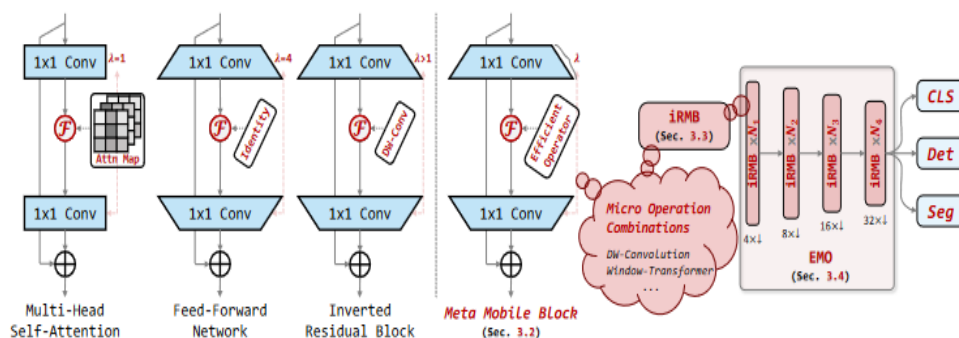 1x1 Conv
λ=1
F
Attn Map
1x1 Conv
Multi-Head
Self-Attention
1x1 Conv
λ=4
F
Identity
1x1 Conv
Feed-Forward
Network
1x1 Conv
λ>1
F
DW-Conv
1x1 Conv
Inverted
Residual Block
1x1 Conv
λ
F
Efficient
Operator
1x1 Conv
Meta Mobile Block
(Sec. 3.2)
iRMB
(Sec. 3.3)
Micro Operation
Combinations
DW-Convolution
Window-Transformer
...
iRMB ×N₁
iRMB ×N₂
iRMB ×N₃
iRMB ×N₄
4×↓
8×↓
16×↓
32×↓
EMO
(Sec. 3.4)
CLS
Det
Seg